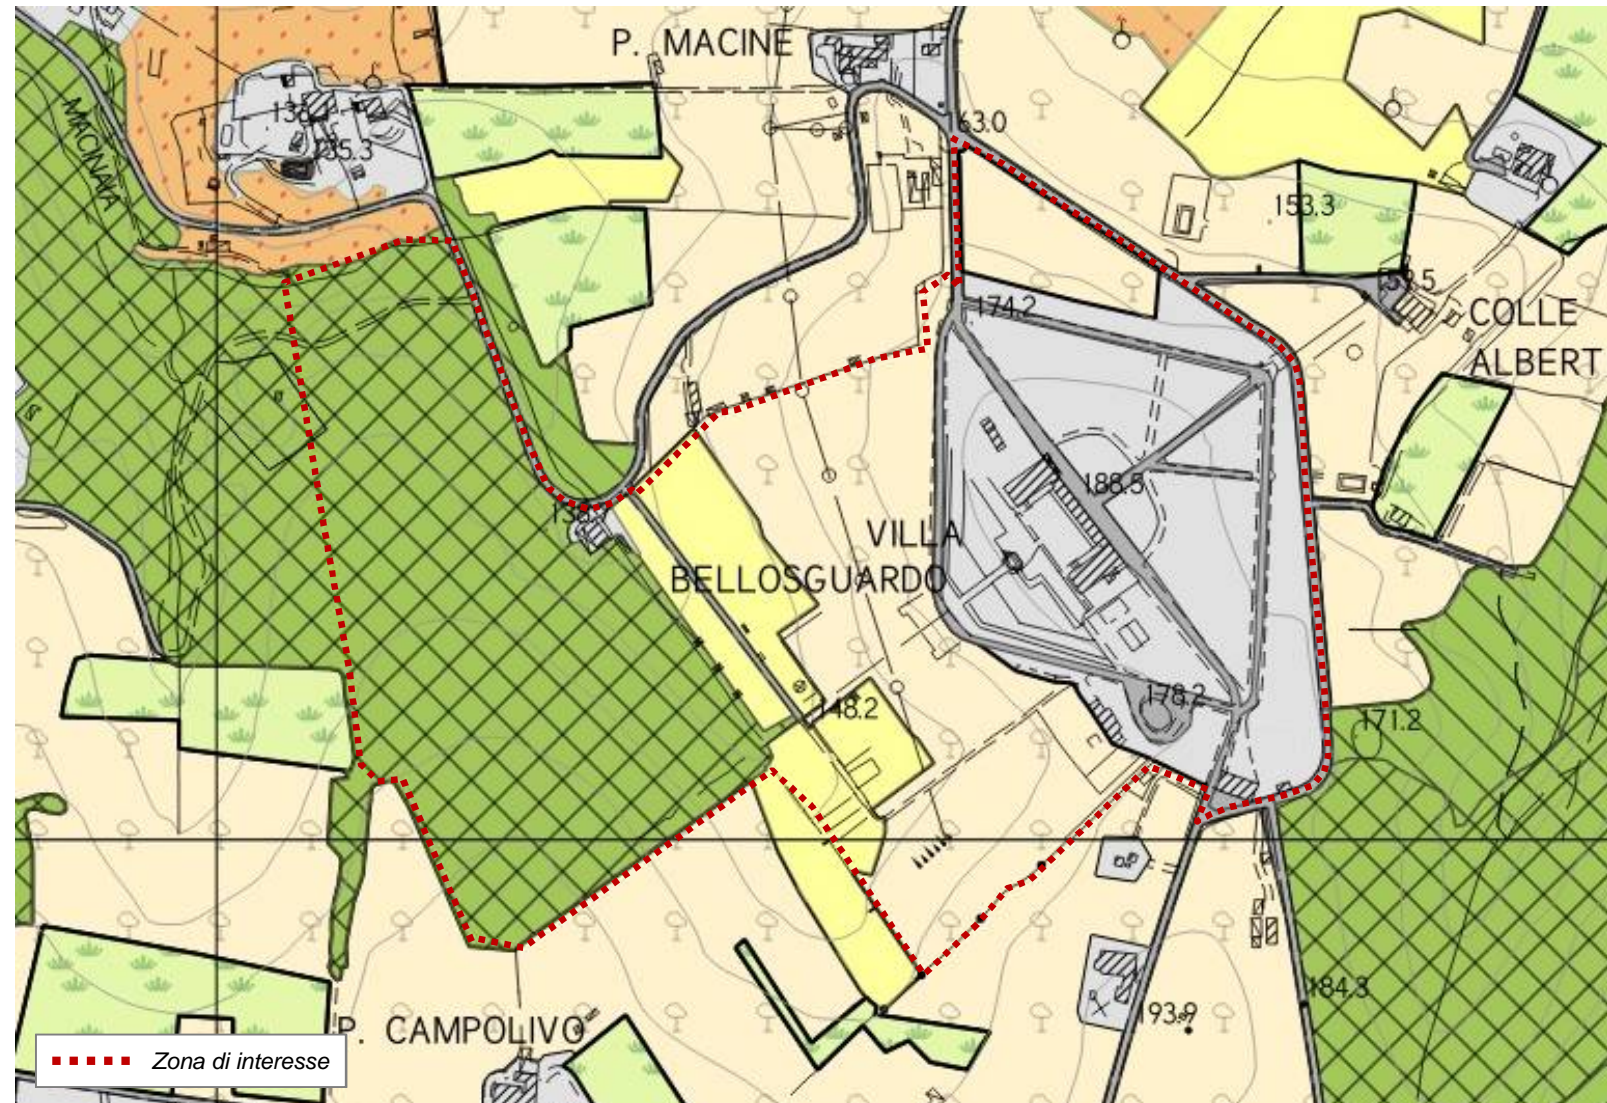 P. MACINE
63.0
MACINAIA
135.3
153.3
174.2
COLLE
ALBERT
188.5
VILLA
BELLOSGUARDO
178.2
148.2
171.2
184.3
193.9
P. CAMPOLIVO
Zona di interesse